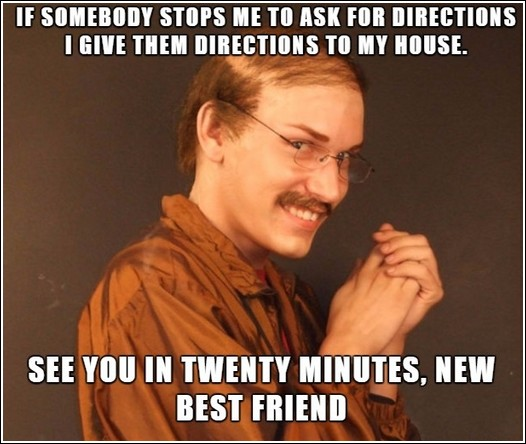 IF SOMEBODY STOPS ME TO ASK FOR DIRECTIONS
I GIVE THEM DIRECTIONS TO MY HOUSE.
SEE YOU IN TWENTY MINUTES, NEW
BEST FRIEND